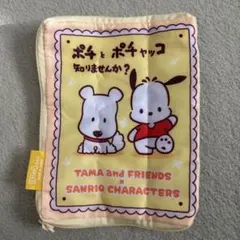 ポチとポチャッコ
知りませんか？
TAMA and FRIENDS
×
SANRIO CHARACTERS